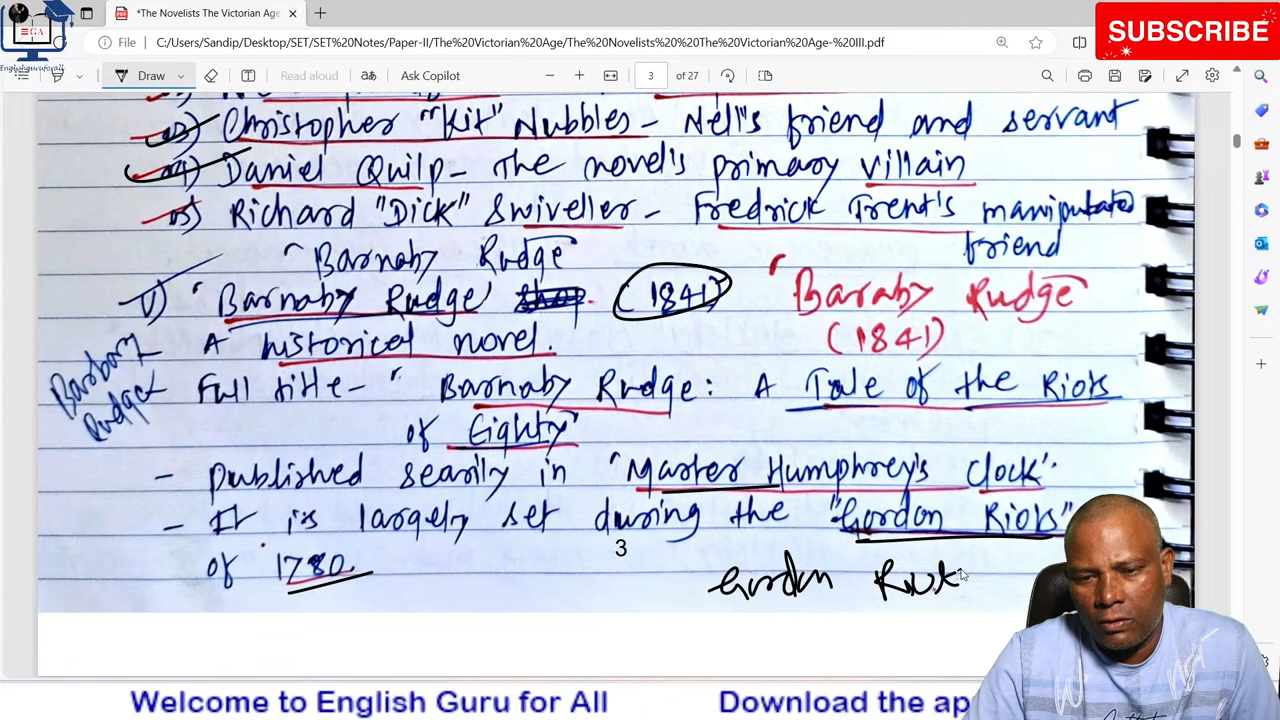 *The Novelists The Victorian Age
SUBSCRIBE
EGA
Englishguruforall
File C:/Users/Sandip/Desktop/SET/SET%20Notes/Paper-II/The%20Victorian%20Age/The%20Novelists%20%20The%20Victorian%20Age-%20III.pdf
Draw Read aloud Ask Copilot 3 of 27
Christopher "Kit" Nubbles - Nell's friend and servant
Daniel Quilp - The novel's primary villain
Richard "Dick" Swiveller - Fredrick Trent's manipulated
friend
"Barnaby Rudge"
V) 'Barnaby Rudge' (1841) "Baraby Rudge
(1841)
- A historical novel.
Rudge
- Full title - "Barnaby Rudge: A Tale of the Riots
of Eighty"
- Published searily in 'Master Humphrey's Clock'.
- It is largely set during the "Gordon Riots"
of 1780.
3
Gordon
Welcome to English Guru for All Download the ap